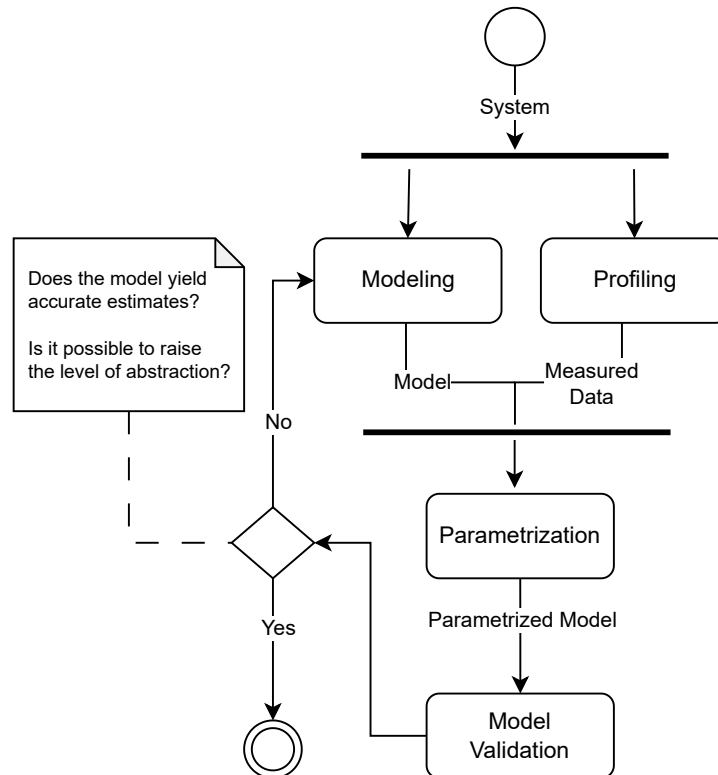 System
Modeling
Profiling
Does the model yield
accurate estimates?
Is it possible to raise
the level of abstraction?
Model
Measured
Data
No
Parametrization
Parametrized Model
Yes
Model
Validation